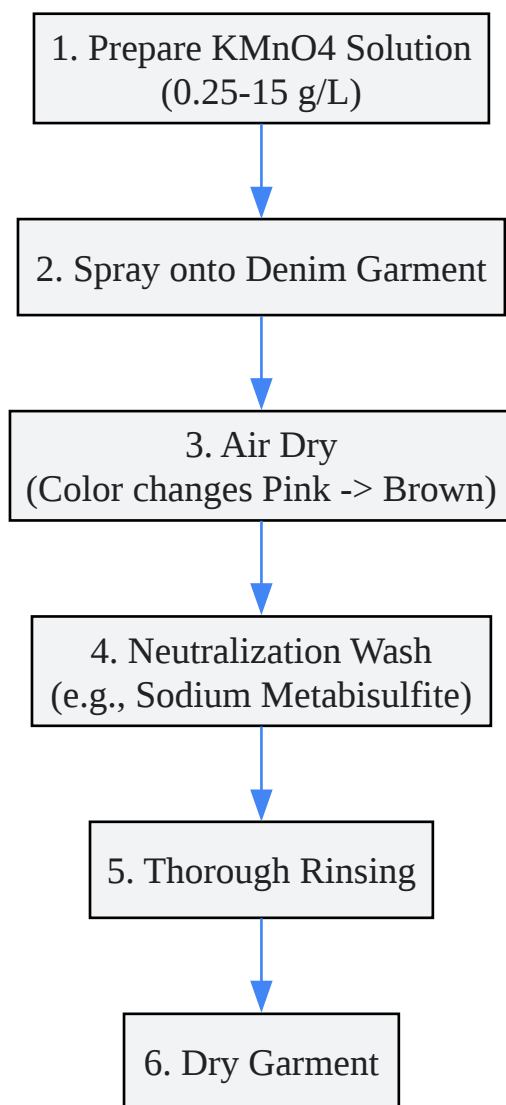 1. Prepare KMnO4 Solution
(0.25-15 g/L)
2. Spray onto Denim Garment
3. Air Dry
(Color changes Pink -> Brown)
4. Neutralization Wash
(e.g., Sodium Metabisulfite)
5. Thorough Rinsing
6. Dry Garment